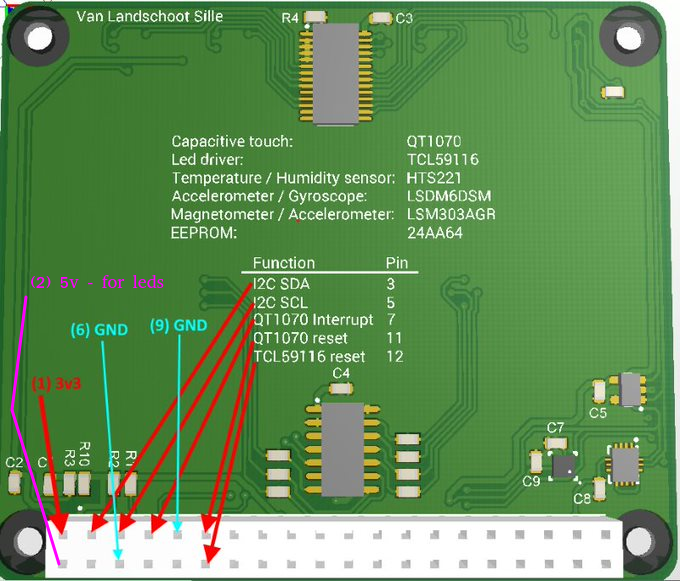 Van Landschoot Sille
R4
C3
Capacitive touch: QT1070
Led driver: TCL59116
Temperature / Humidity sensor: HTS221
Accelerometer / Gyroscope: LSDM6DSM
Magnetometer / Accelerometer: LSM303AGR
EEPROM: 24AA64
Function Pin
I2C SDA 3
I2C SCL 5
QT1070 Interrupt 7
QT1070 reset 11
TCL59116 reset 12
(2) 5v - for leds
(6) GND
(9) GND
(1) 3v3
C4
C5
C7
C2
R3
R10
R2
R1
C9
C8